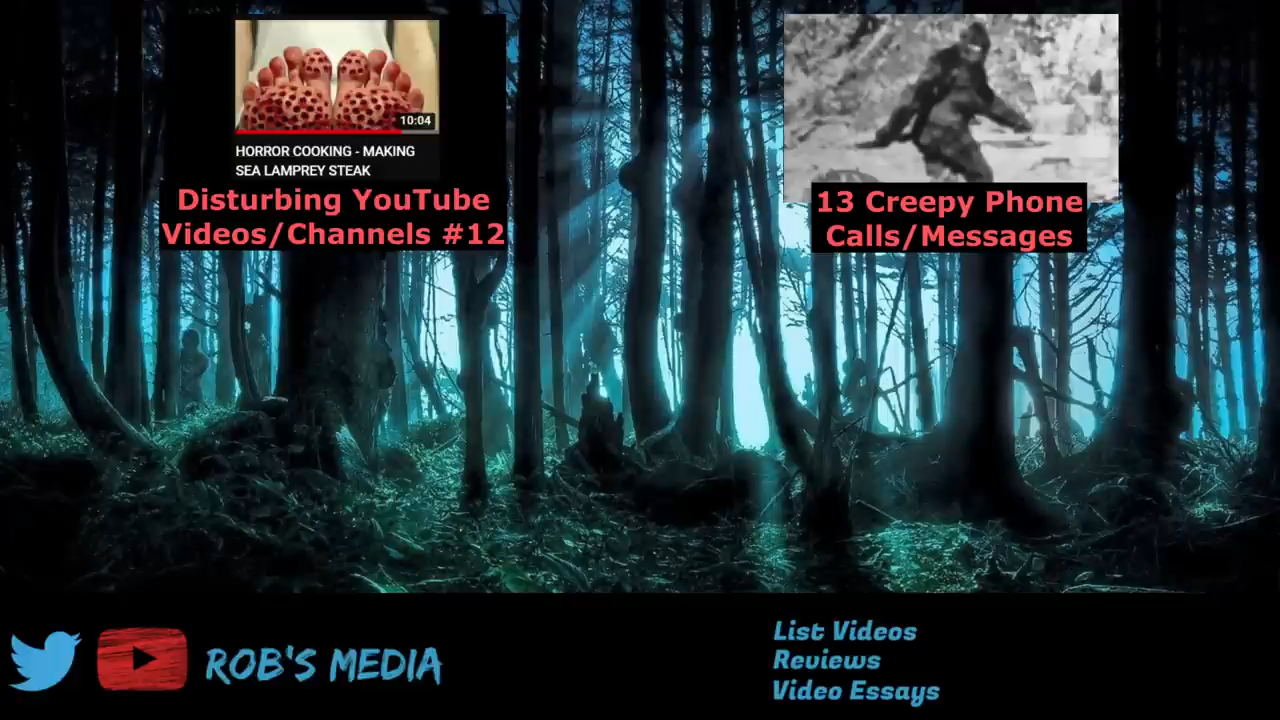 10:04
HORROR COOKING - MAKING
SEA LAMPREY STEAK
Disturbing YouTube
Videos/Channels #12
13 Creepy Phone
Calls/Messages
ROB'S MEDIA
List Videos
Reviews
Video Essays